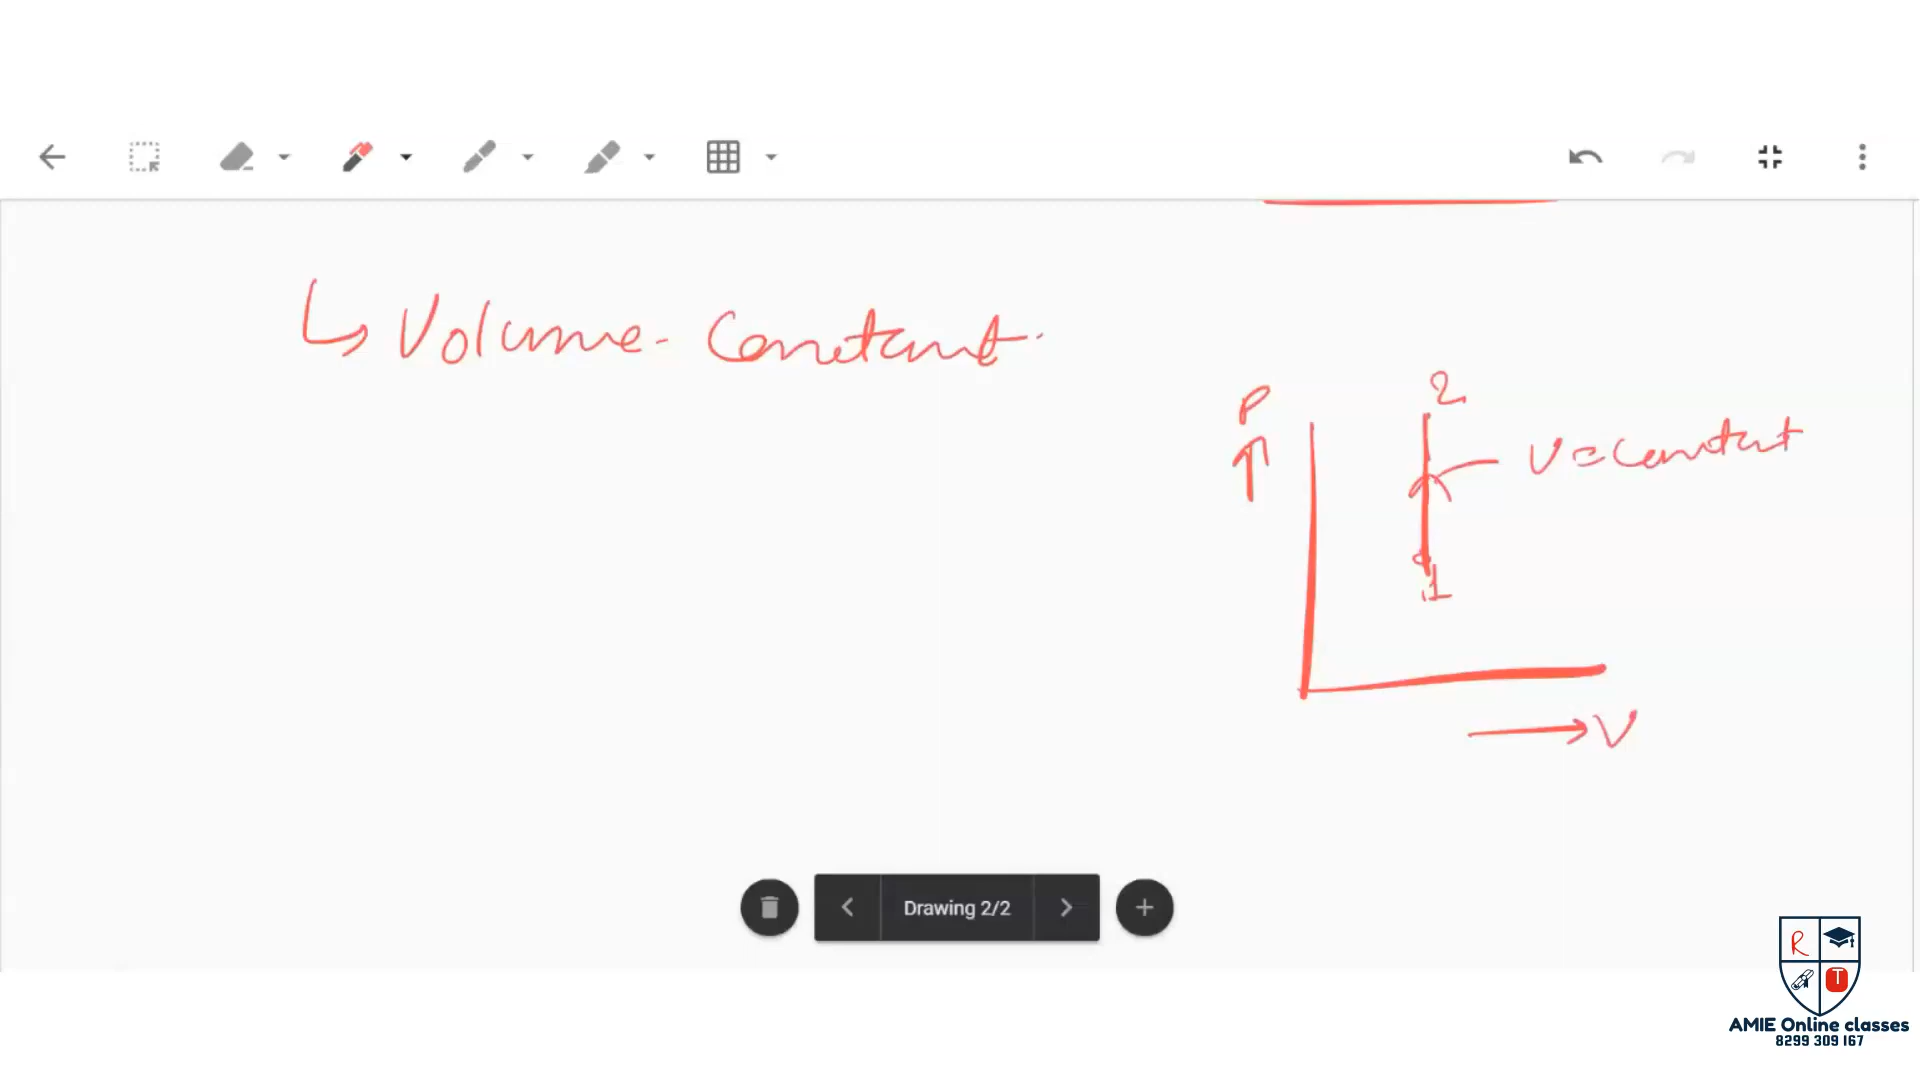 ↳ Volume - Constant.
P
2
V = constant
1
V
Drawing 2/2
R
T
AMIE Online classes
8299 309 167